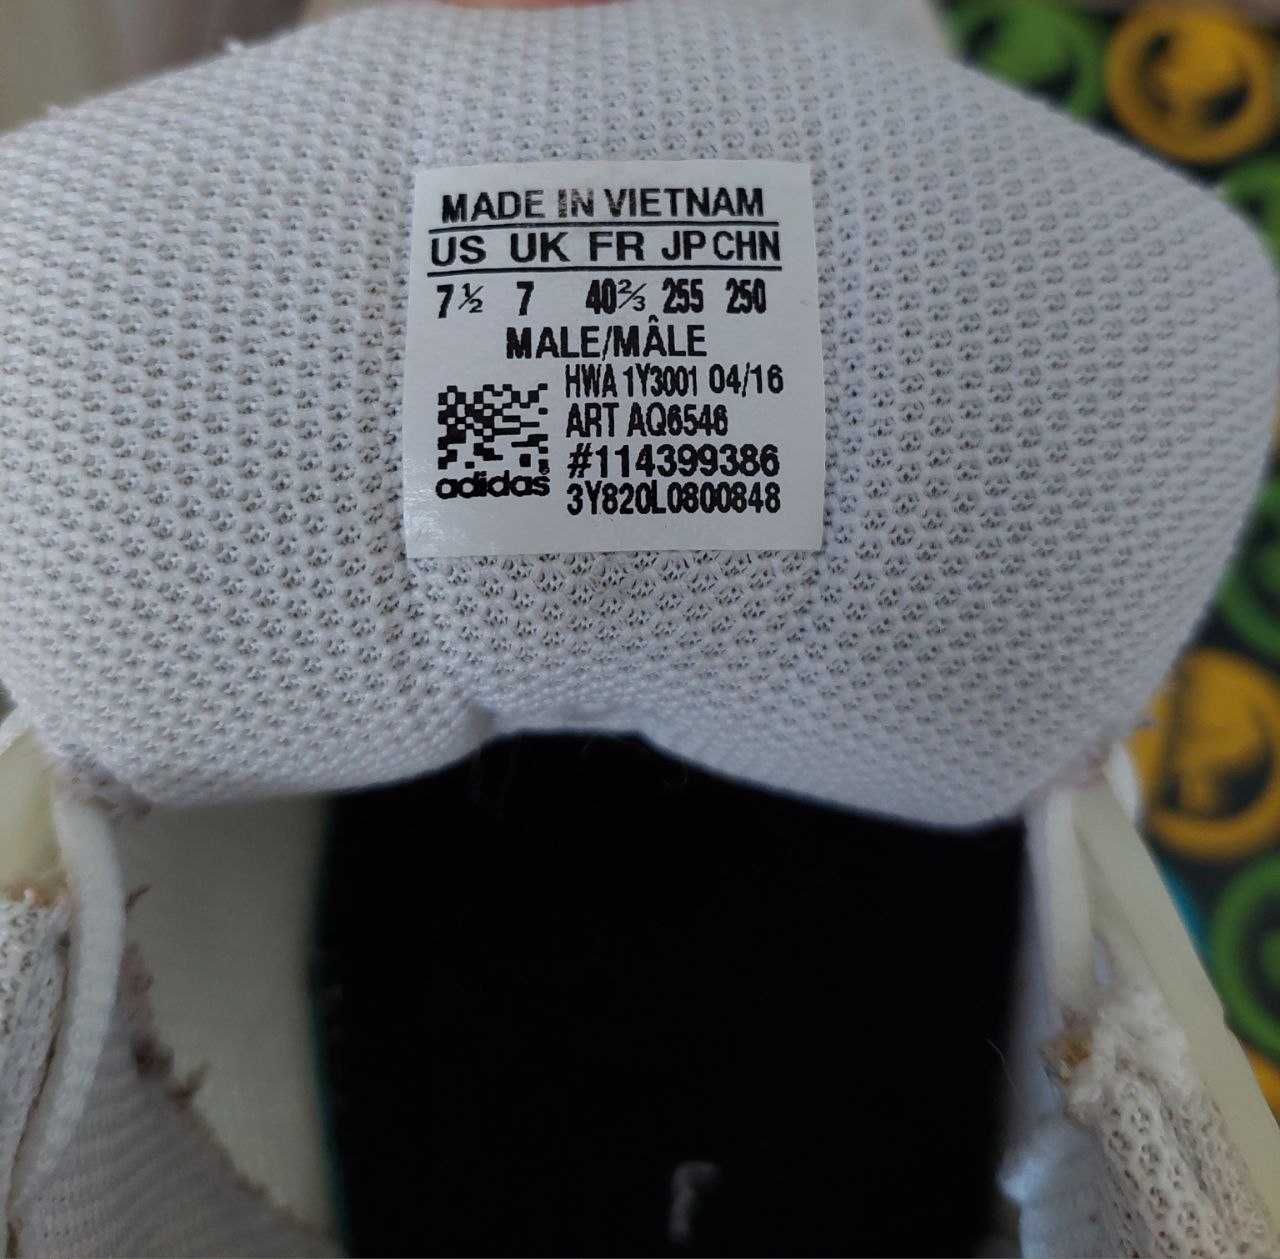 MADE IN VIETNAM
US UK FR JP CHN
7½ 7 40⅔ 255 250
MALE/MÂLE
HWA 1Y3001 04/16
ART AQ6546
#114399386
adidas
3Y820L0800848